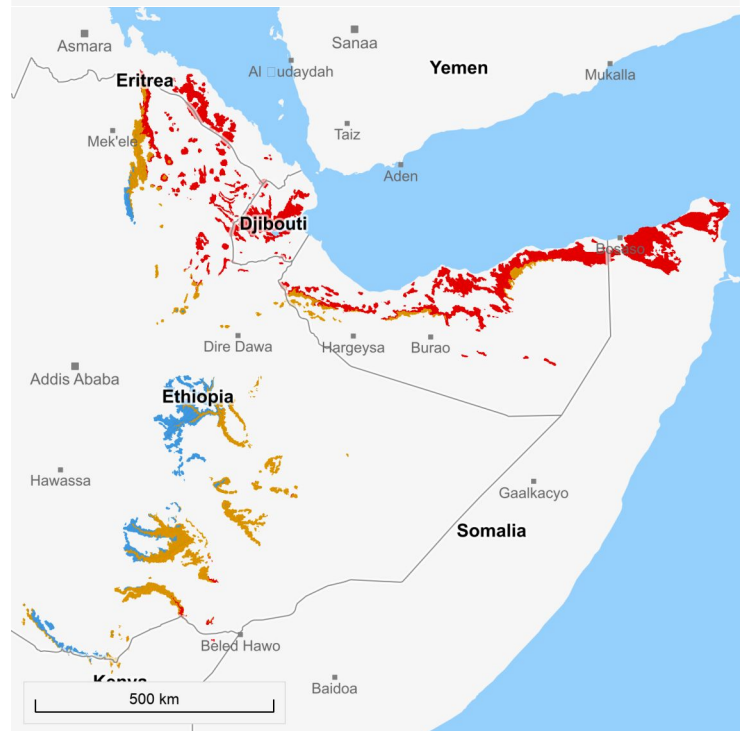 Asmara
Sanaa
Eritrea
Al □udaydah
Yemen
Mukalla
Mek'ele
Taiz
Aden
Djibouti
Bosaso
Dire Dawa
Hargeysa
Burao
Addis Ababa
Ethiopia
Hawassa
Gaalkacyo
Somalia
Beled Hawo
Kenya
Baidoa
500 km